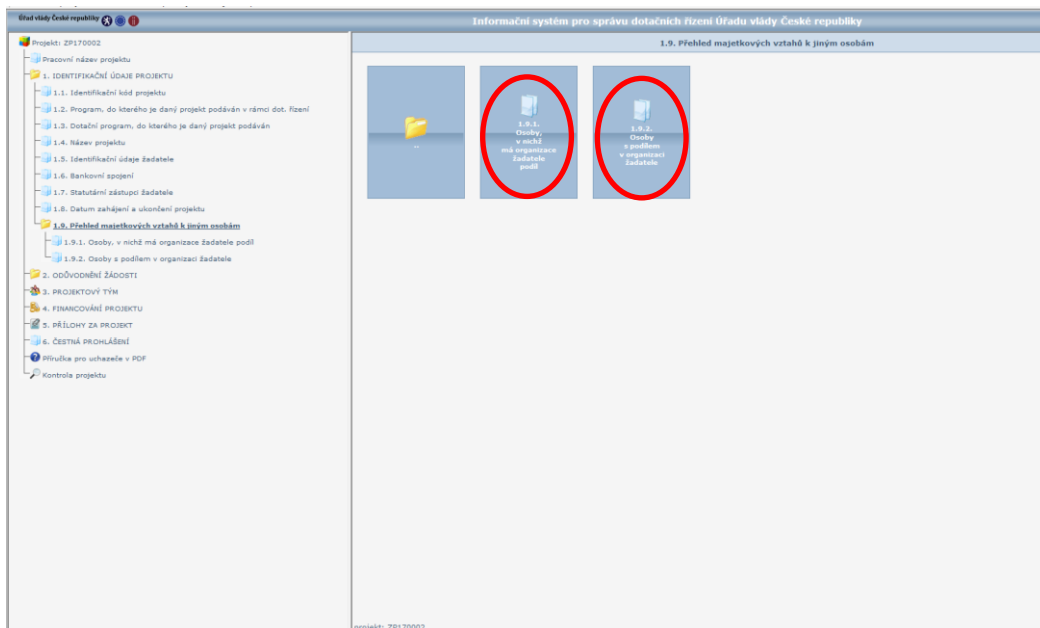 Úřad vlády České republiky
Informační systém pro správu dotačních řízení Úřadu vlády České republiky
Projekt: ZP170002
Pracovní název projektu
1. IDENTIFIKAČNÍ ÚDAJE PROJEKTU
1.1. Identifikační kód projektu
1.2. Program, do kterého je daný projekt podáván v rámci dot. řízení
1.3. Dotační program, do kterého je daný projekt podáván
1.4. Název projektu
1.5. Identifikační údaje žadatele
1.6. Bankovní spojení
1.7. Statutární zástupci žadatele
1.8. Datum zahájení a ukončení projektu
1.9. Přehled majetkových vztahů k jiným osobám
1.9.1. Osoby, v nichž má organizace žadatele podíl
1.9.2. Osoby s podílem v organizaci žadatele
2. ODŮVODNĚNÍ ŽÁDOSTI
3. PROJEKTOVÝ TÝM
4. FINANCOVÁNÍ PROJEKTU
5. PŘÍLOHY ZA PROJEKT
6. ČESTNÁ PROHLÁŠENÍ
Příručka pro uchazeče v PDF
Kontrola projektu
1.9. Přehled majetkových vztahů k jiným osobám
..
1.9.1.
Osoby,
v nichž
má organizace
žadatele
podíl
1.9.2.
Osoby
s podílem
v organizaci
žadatele
projekt: ZP170002